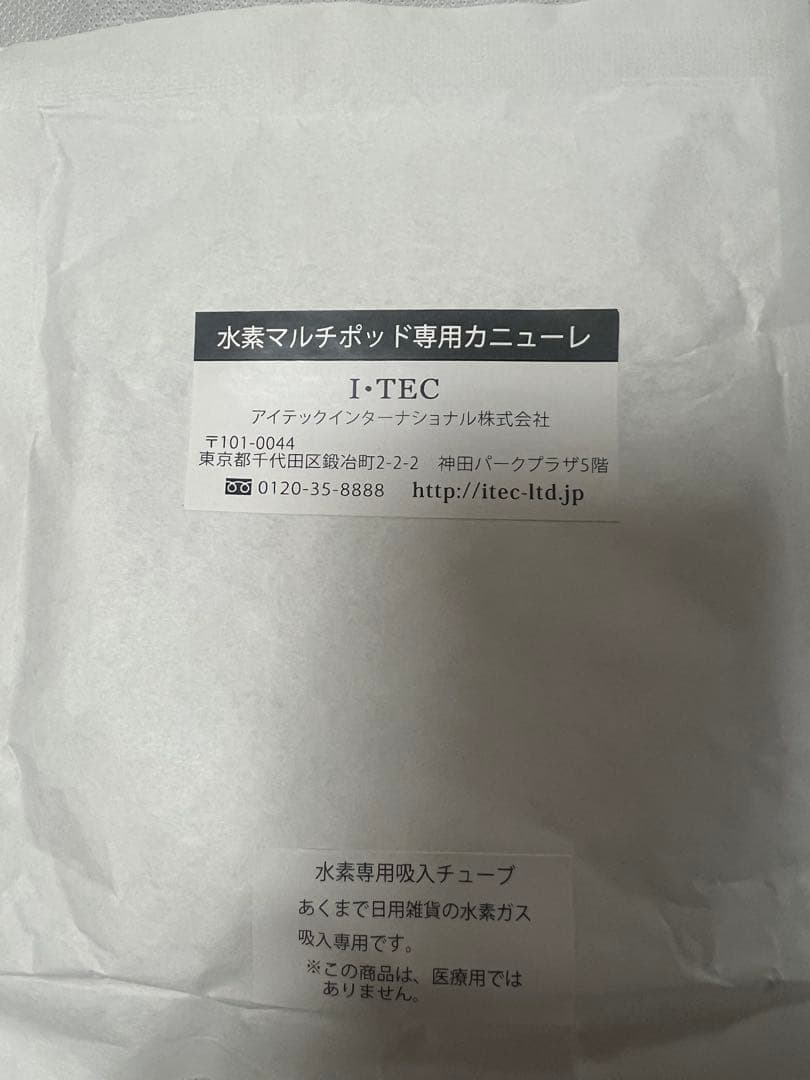 水素マルチポッド専用カニューレ
I・TEC
アイテックインターナショナル株式会社
〒101-0044
東京都千代田区鍛冶町2-2-2 神田パークプラザ5階
0120-35-8888 http://itec-ltd.jp
水素専用吸入チューブ
あくまで日用雑貨の水素ガス
吸入専用です。
※この商品は、医療用では
ありません。